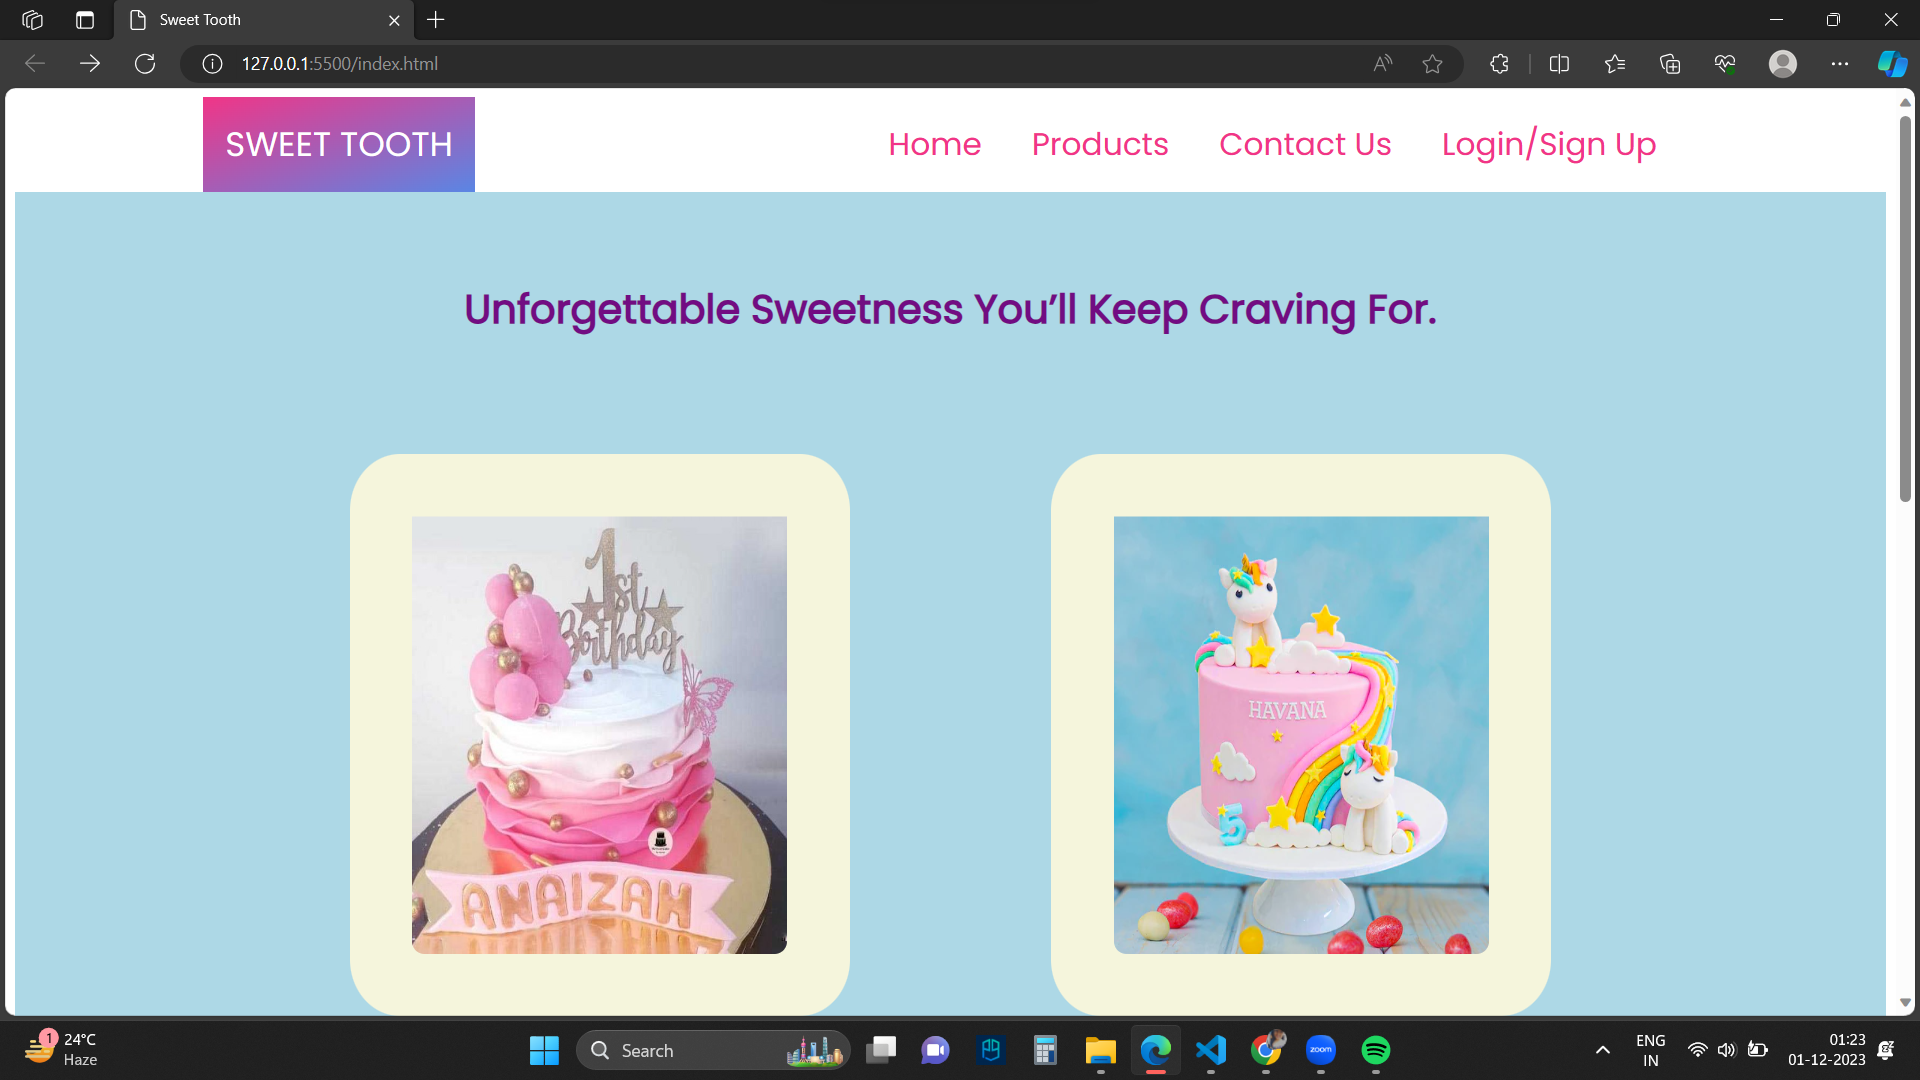 Sweet Tooth
127.0.0.1:5500/index.html
SWEET TOOTH
Home
Products
Contact Us
Login/Sign Up
Unforgettable Sweetness You’ll Keep Craving For.
1st
Birthday
ANAIZAH
HAVANA
5
1
24°C
Haze
Search
zoom
ENG
IN
01:23
01-12-2023